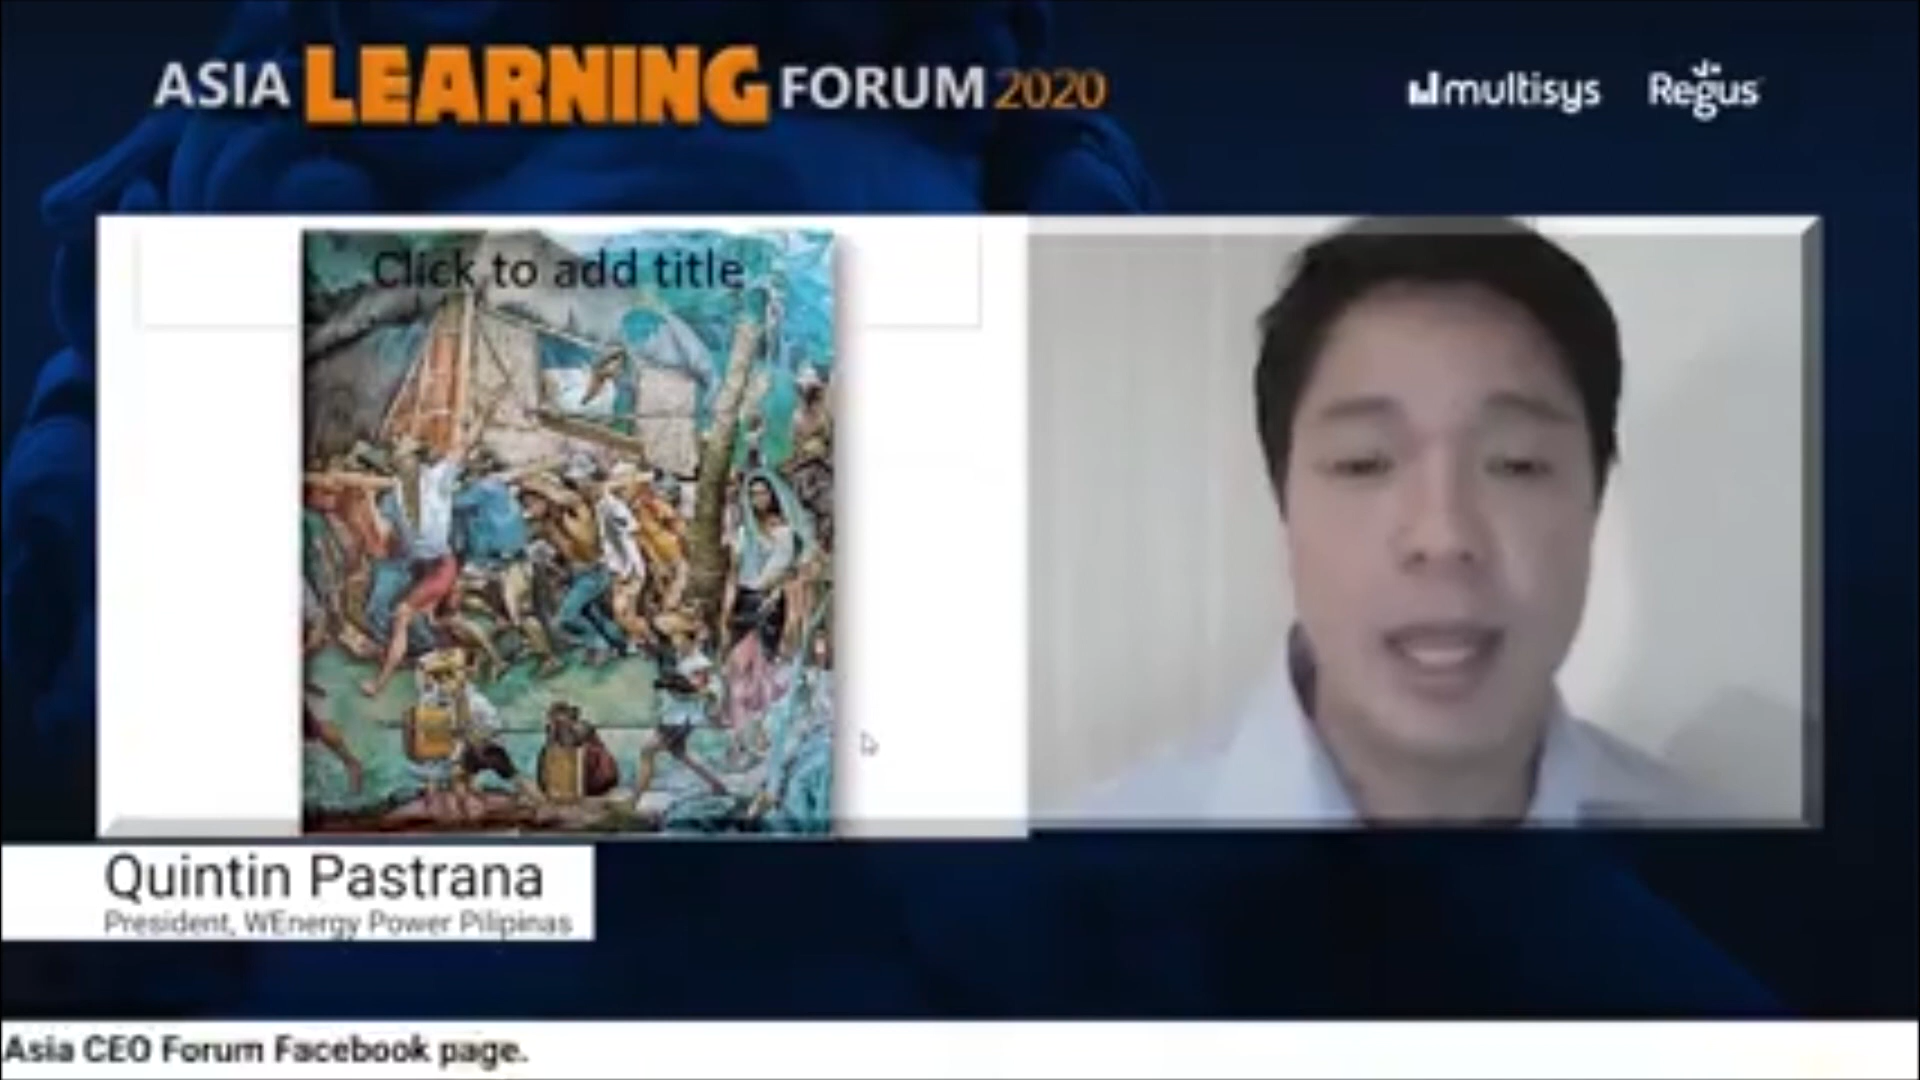 ASIA LEARNING FORUM 2020
multisys
Regus
Click to add title
Quintin Pastrana
President, WEnergy Power Pilipinas
Asia CEO Forum Facebook page.